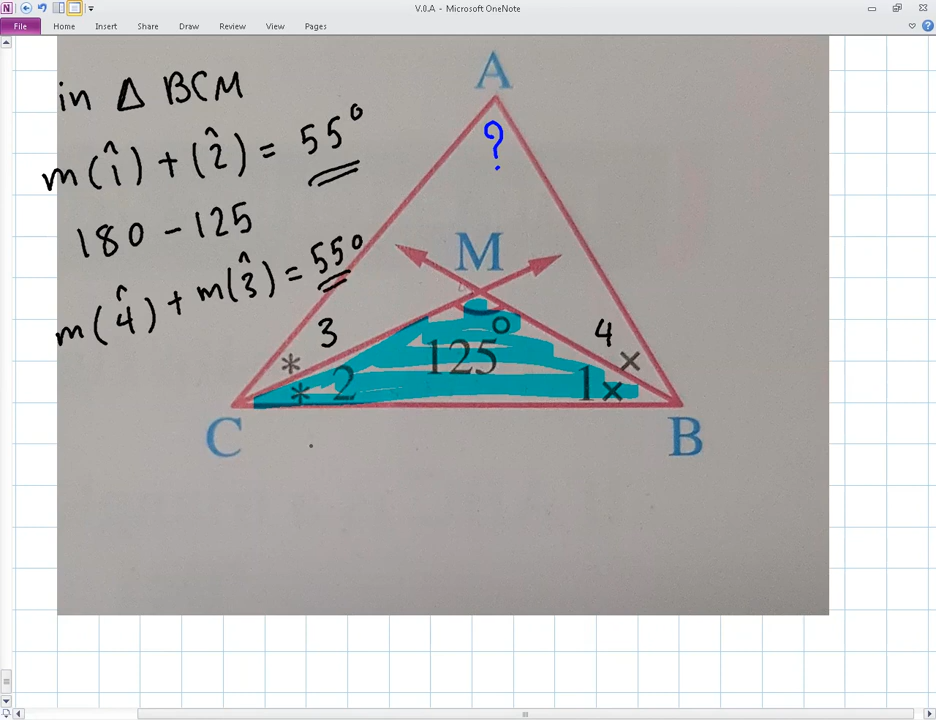 V.8.A - Microsoft OneNote
File Home Insert Share Draw Review View Pages
in Δ BCM
m(1̂) + (2̂) = 55°
180 - 125
m(4̂) + m(3̂) = 55°
A
?
M
3
4
* ×
125°
* 2
1×
C
B